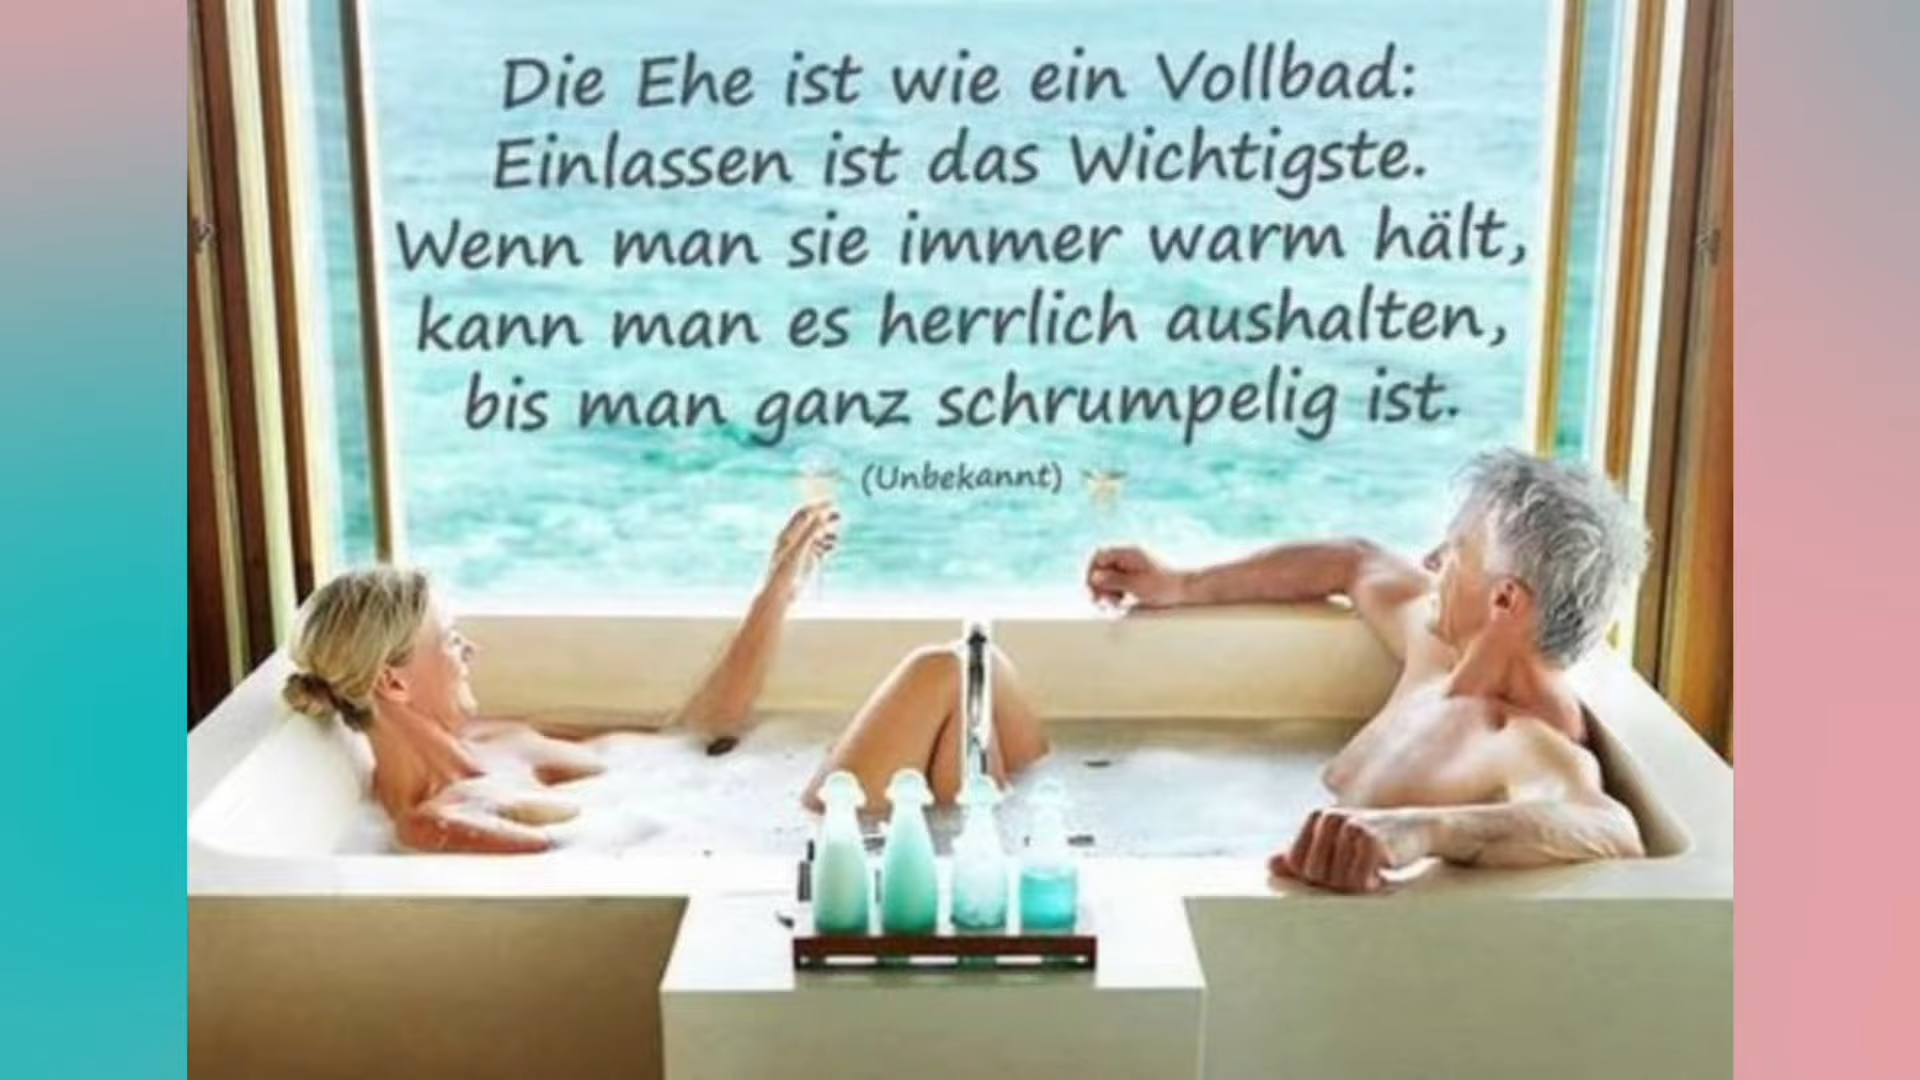 Die Ehe ist wie ein Vollbad:
Einlassen ist das Wichtigste.
Wenn man sie immer warm hält,
kann man es herrlich aushalten,
bis man ganz schrumpelig ist.
(Unbekannt)